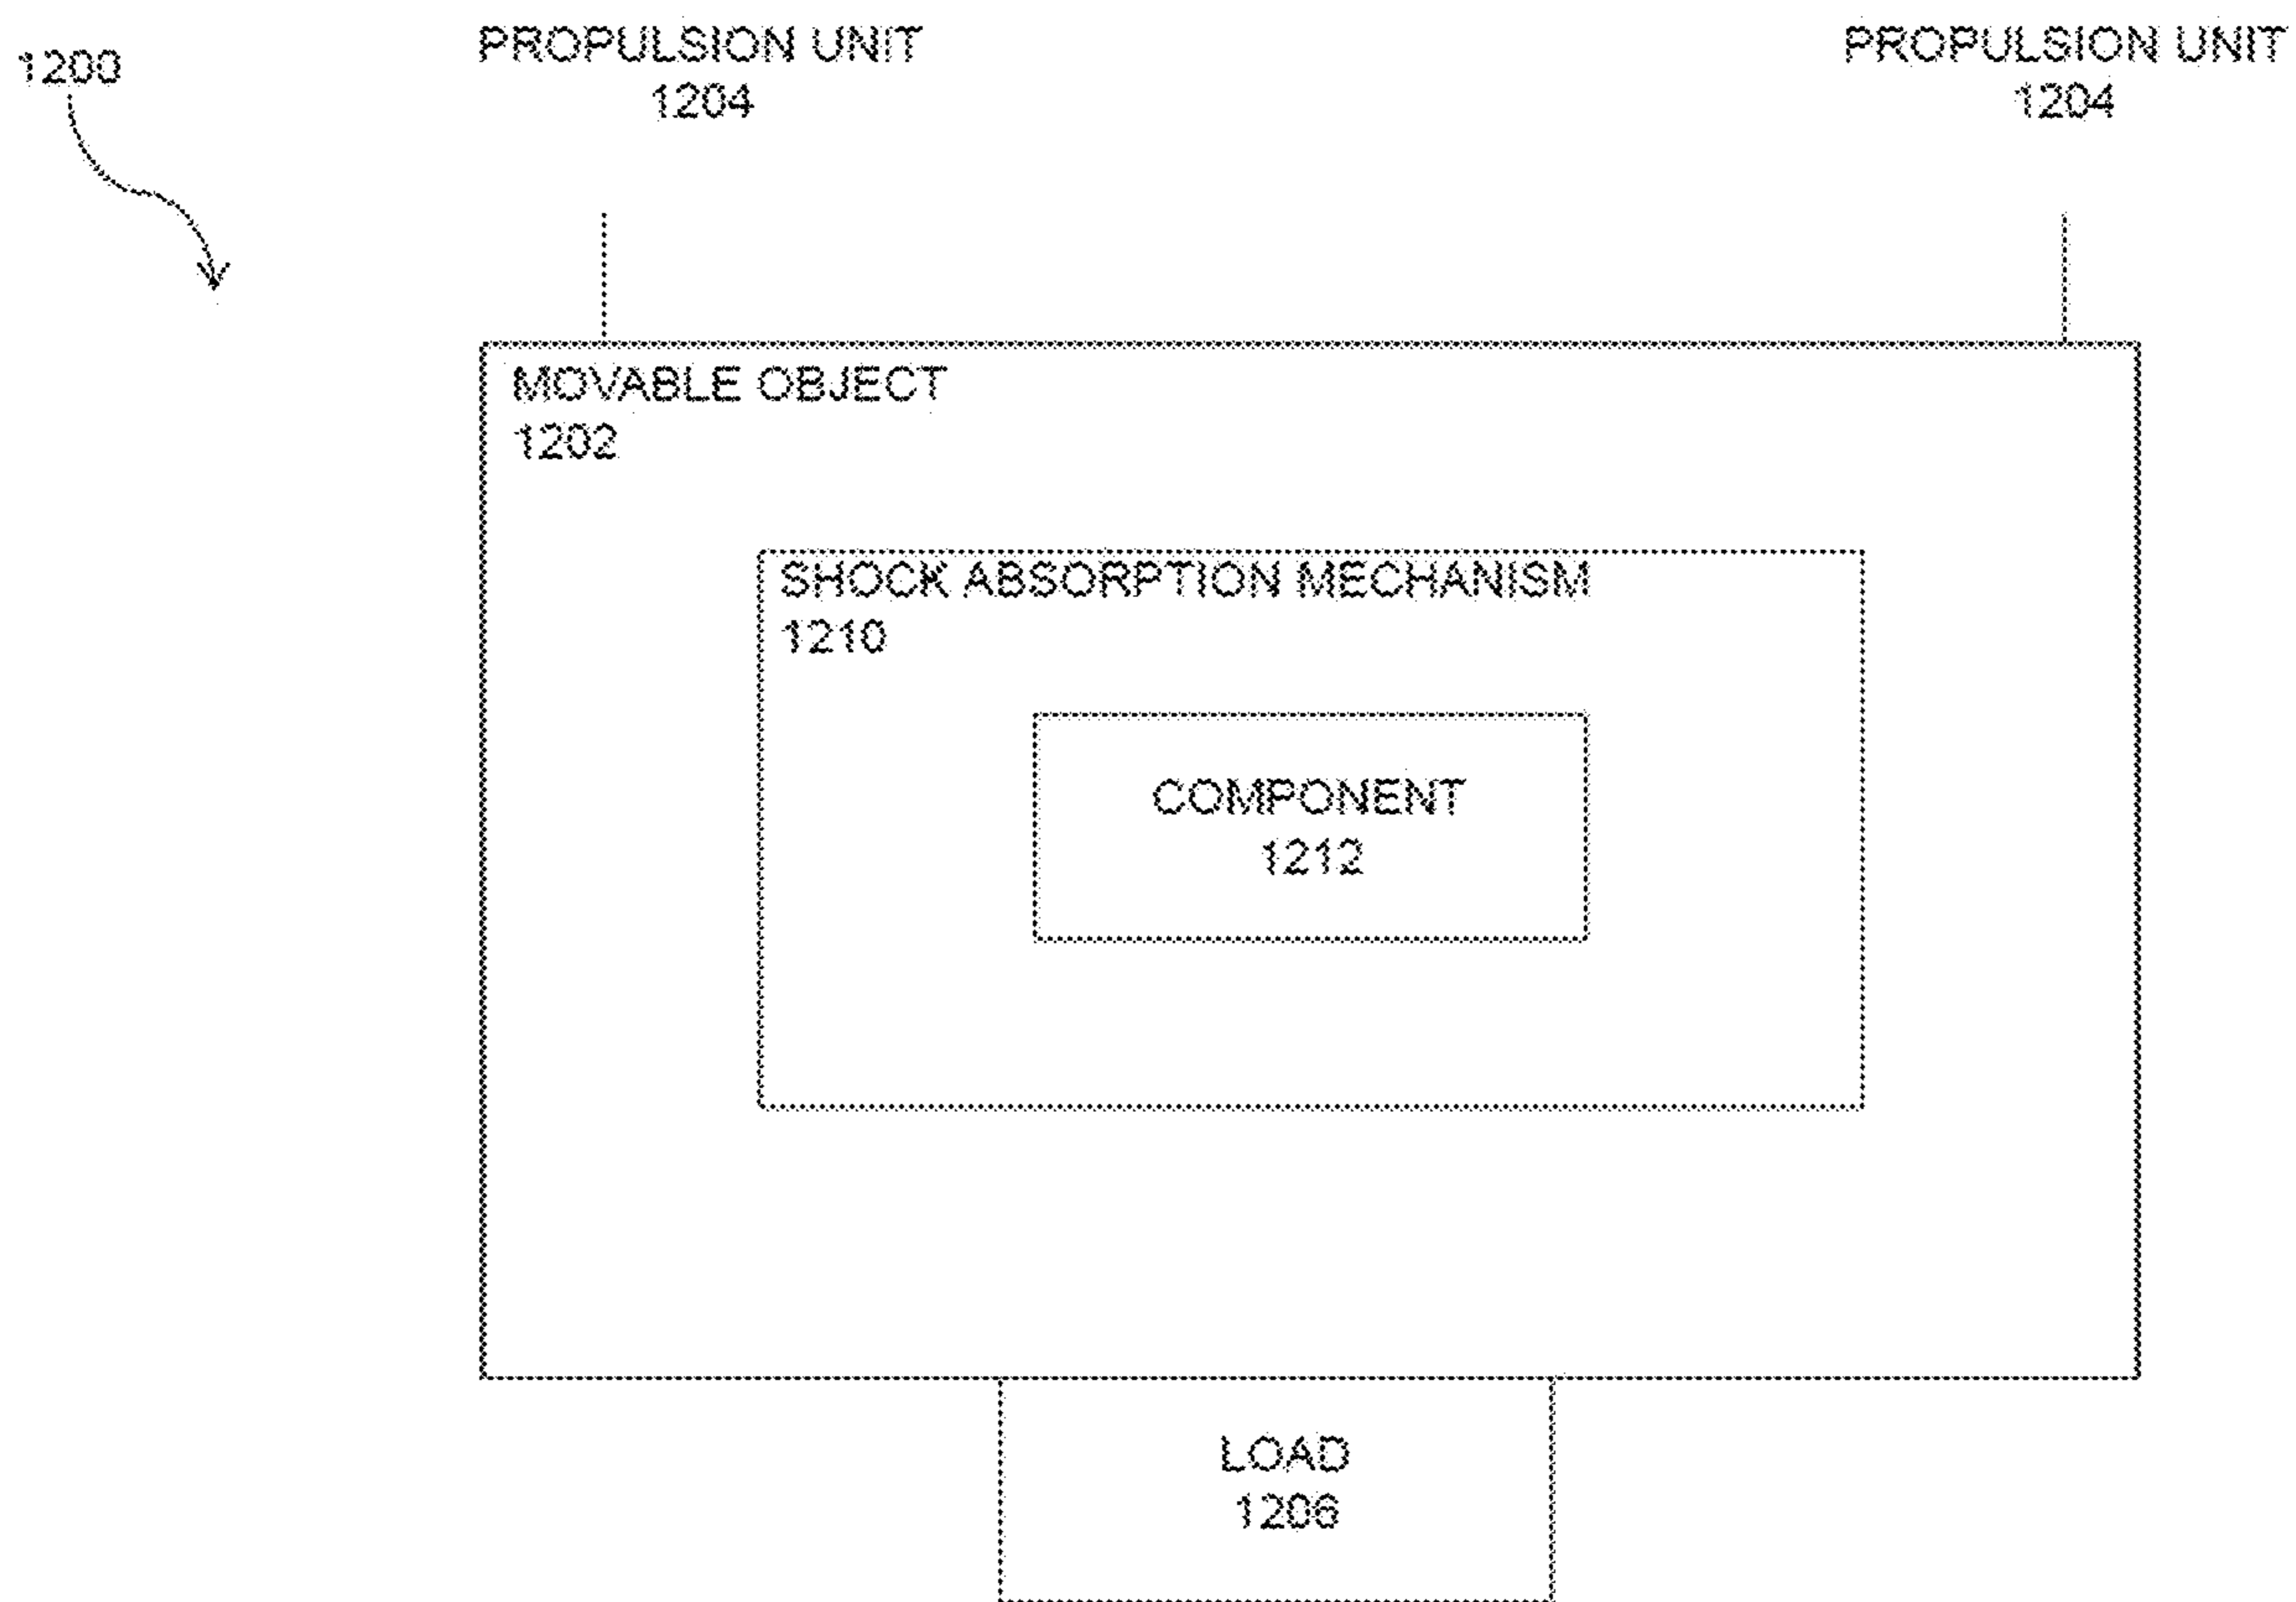 1200
PROPULSION UNIT
1204
PROPULSION UNIT
1204
MOVABLE OBJECT
1202
SHOCK ABSORPTION MECHANISM
1210
COMPONENT
1212
LOAD
1206